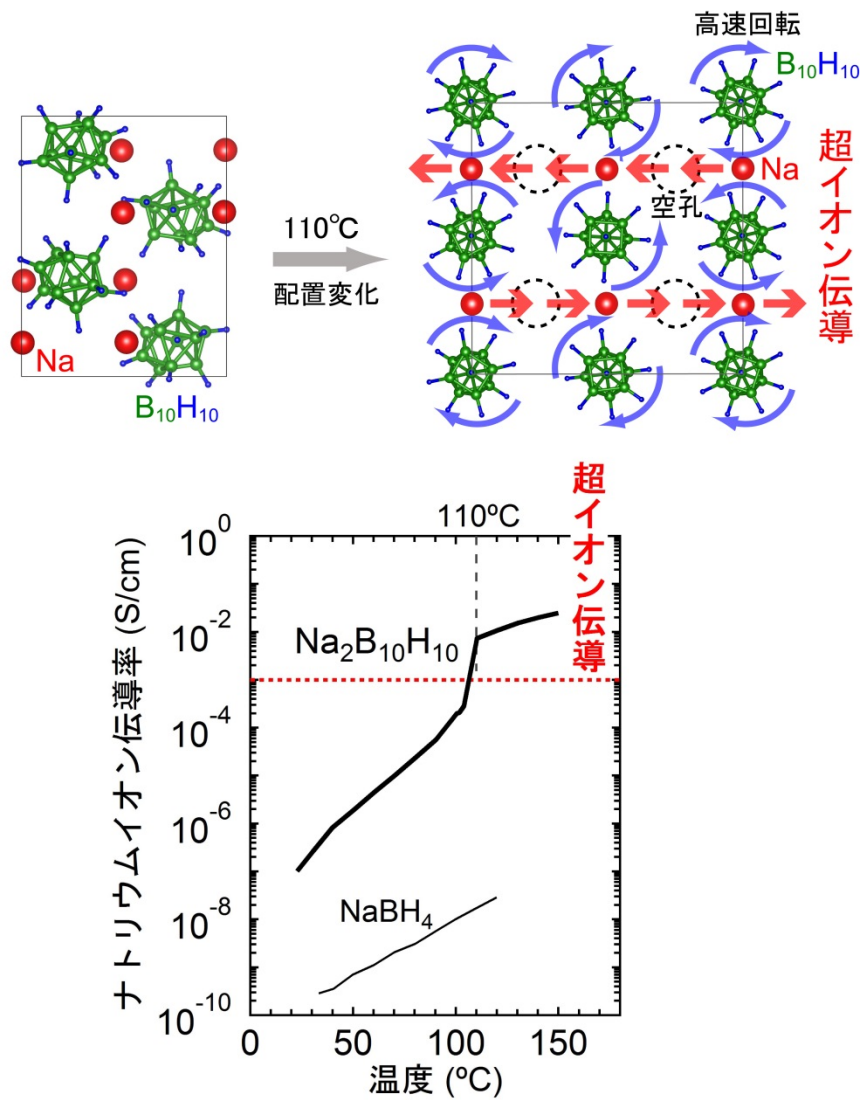 高速回転
B₁₀H₁₀
Na
空孔
超イオン伝導
110℃
配置変化
Na
B₁₀H₁₀
110ºC
超イオン伝導
ナトリウムイオン伝導率 (S/cm)
10⁰
10⁻²
10⁻⁴
10⁻⁶
10⁻⁸
10⁻¹⁰
Na₂B₁₀H₁₀
NaBH₄
0
50
100
150
温度 (ºC)